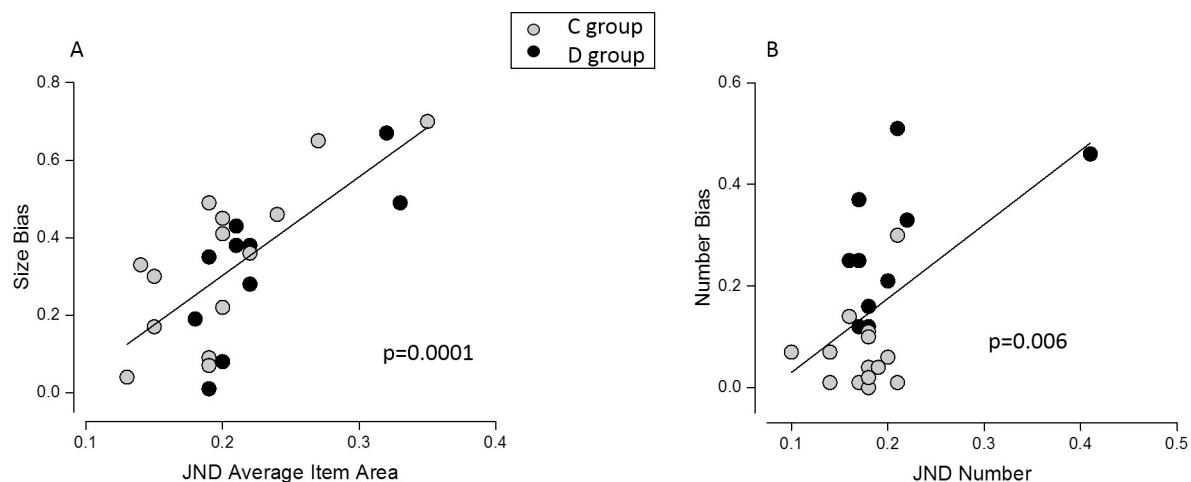 C group
D group
A
0.8
0.6
0.4
0.2
0.0
Size Bias
p=0.0001
0.1 0.2 0.3 0.4
JND Average Item Area
B
0.6
0.4
0.2
0.0
Number Bias
p=0.006
0.1 0.2 0.3 0.4 0.5
JND Number